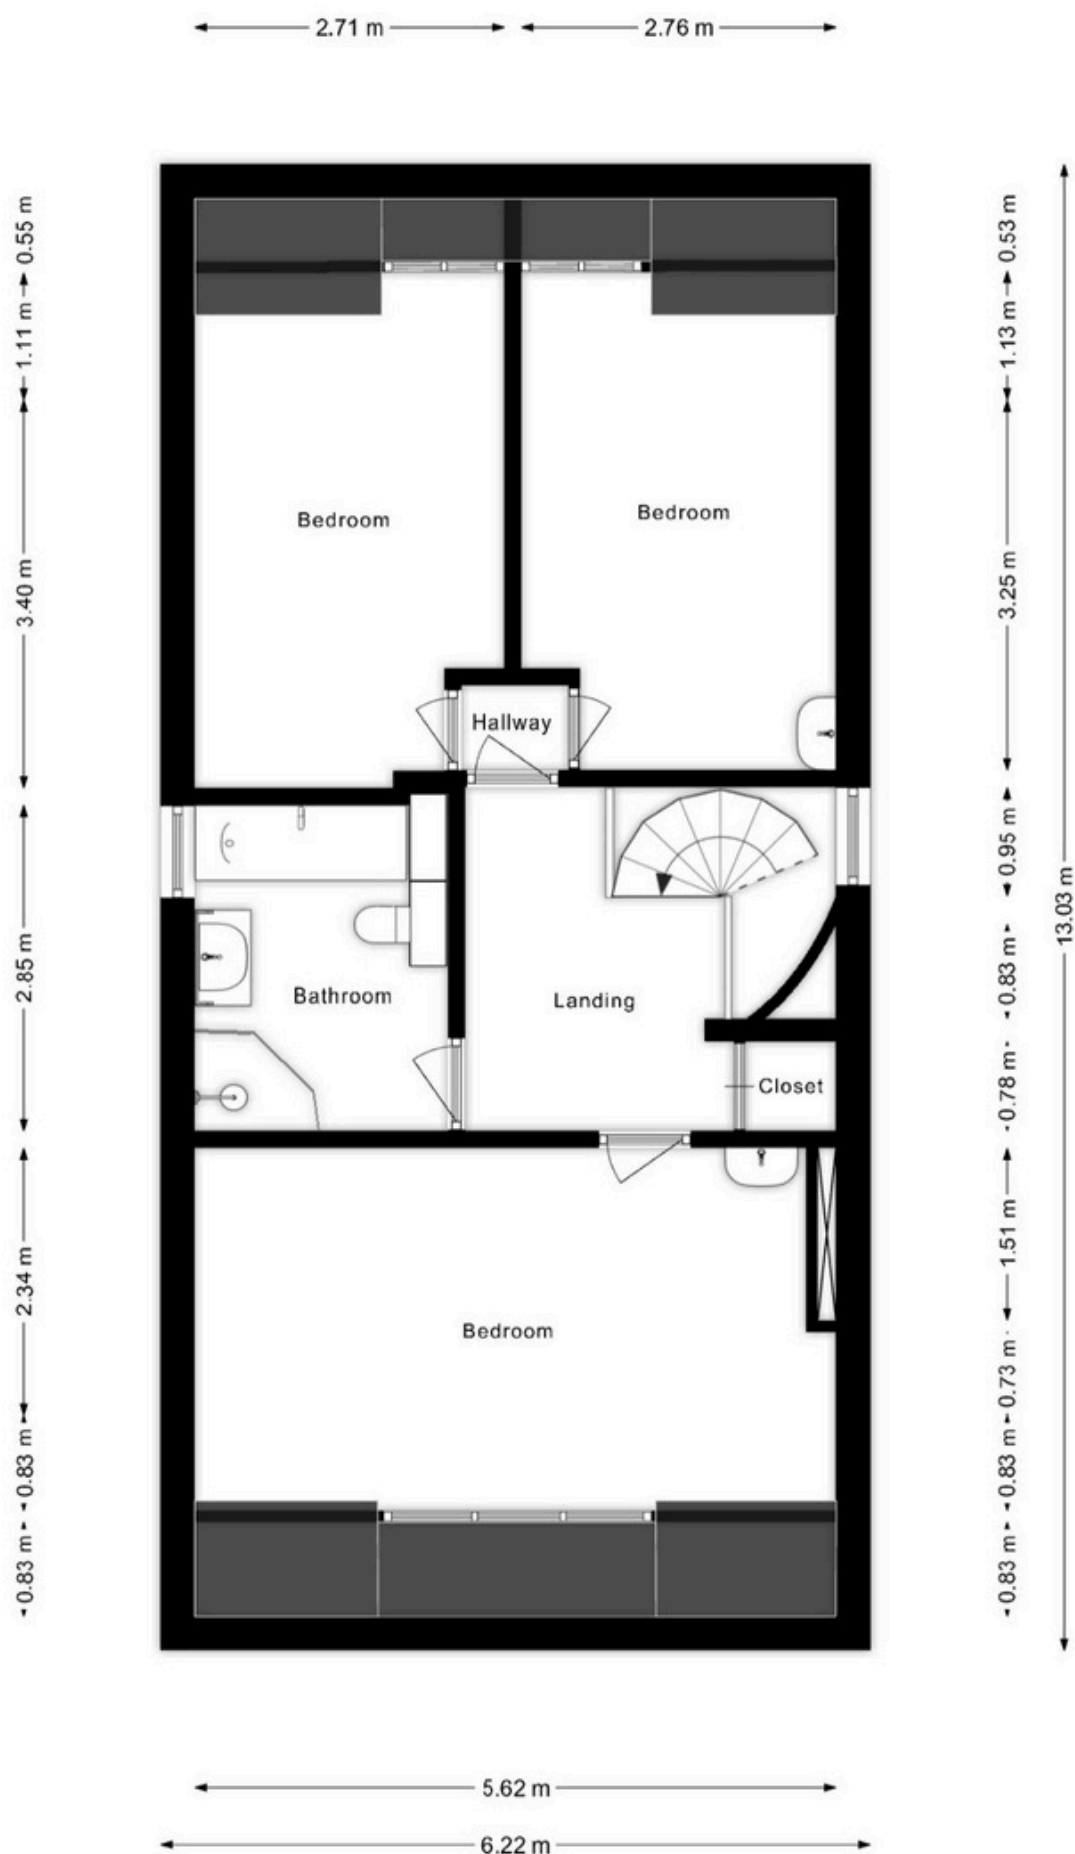 2.71 m
2.76 m
0.55 m
1.11 m
3.40 m
2.85 m
2.34 m
0.83 m
0.83 m
Bedroom
Bedroom
Hallway
Bathroom
Landing
Closet
Bedroom
0.53 m
1.13 m
3.25 m
0.95 m
0.83 m
0.78 m
1.51 m
0.73 m
0.83 m
0.83 m
13.03 m
5.62 m
6.22 m